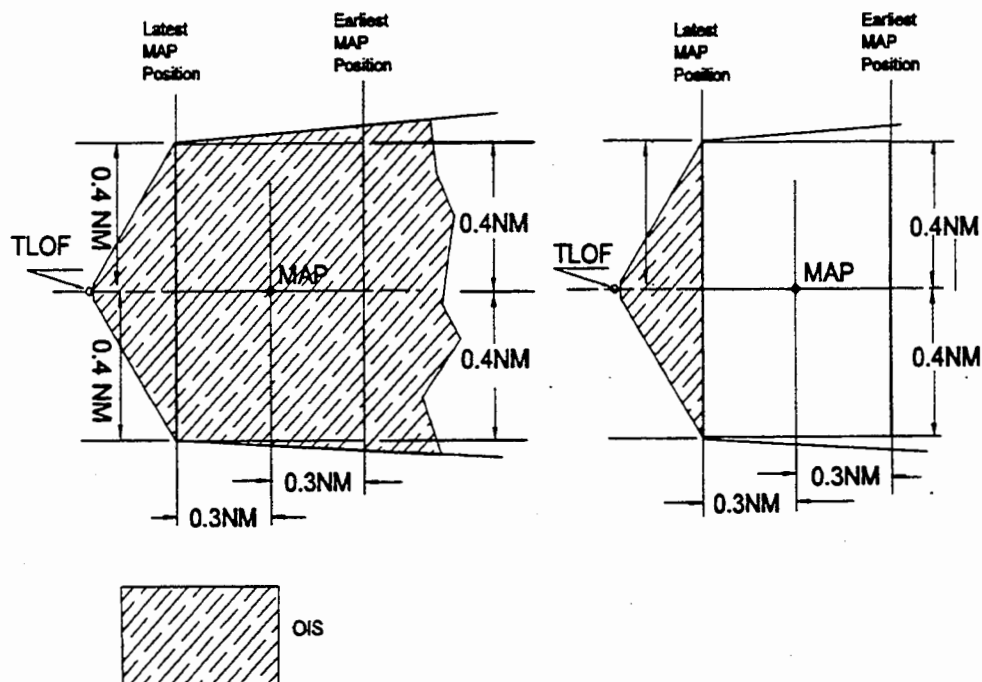 Latest
MAP
Position
Earliest
MAP
Position
0.4 NM
0.4 NM
TLOF
MAP
0.4NM
0.4NM
0.3NM
0.3NM
Latest
MAP
Position
Earliest
MAP
Position
TLOF
MAP
0.4NM
0.4NM
0.3NM
0.3NM
OIS